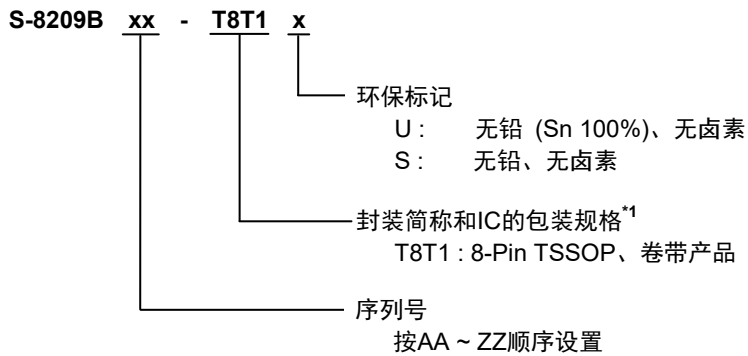 S-8209B xx - T8T1 x
环保标记
U : 无铅 (Sn 100%)、无卤素
S : 无铅、无卤素
封装简称和IC的包装规格*1
T8T1 : 8-Pin TSSOP、卷带产品
序列号
按AA ~ ZZ顺序设置